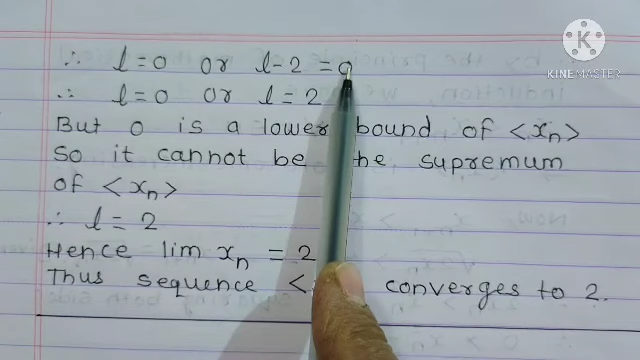 ∴ l = 0 or l - 2 = 0
∴ l = 0 or l = 2
But 0 is a lower bound of <xn>
So it cannot be the supremum
of <xn>
∴ l = 2
Hence lim xn = 2
Thus sequence < converges to 2.
KINEMASTER